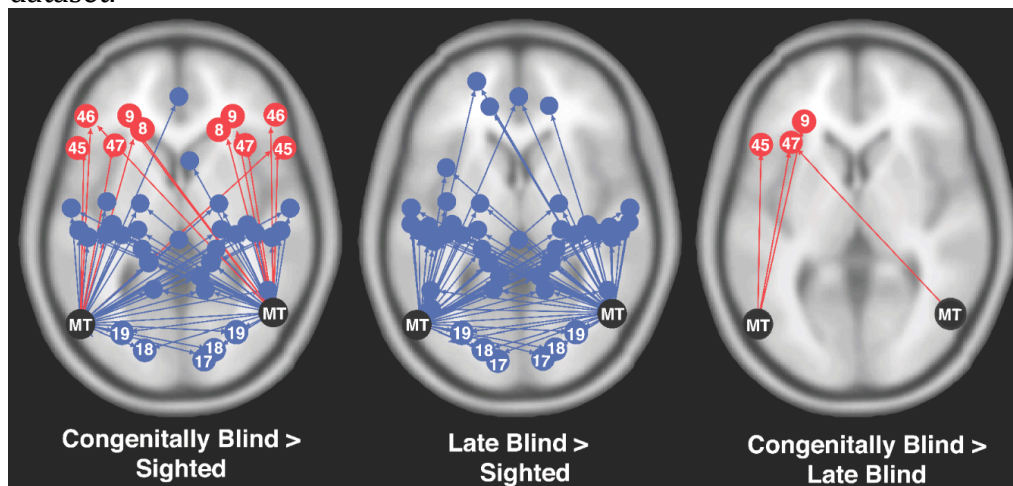 dataset.
46 9 9 46
8 8
45 47 47 45
MT MT
19 19
18 18
17
MT MT
19 19
18 18
17 17
9
45 47
MT MT
Congenitally Blind >
Sighted
Late Blind >
Sighted
Congenitally Blind >
Late Blind